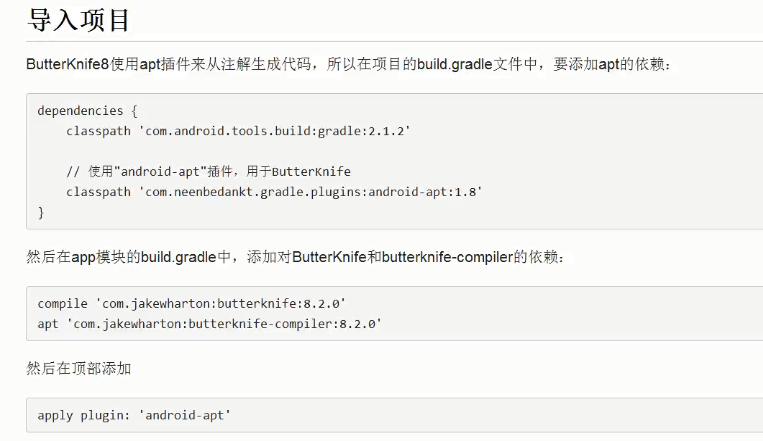 导入项目
ButterKnife8使用apt插件来从注解生成代码，所以在项目的build.gradle文件中，要添加apt的依赖：
dependencies {
    classpath 'com.android.tools.build:gradle:2.1.2'
    // 使用"android-apt"插件，用于ButterKnife
    classpath 'com.neenbedankt.gradle.plugins:android-apt:1.8'
}
然后在app模块的build.gradle中，添加对ButterKnife和butterknife-compiler的依赖：
compile 'com.jakewharton:butterknife:8.2.0'
apt 'com.jakewharton:butterknife-compiler:8.2.0'
然后在顶部添加
apply plugin: 'android-apt'